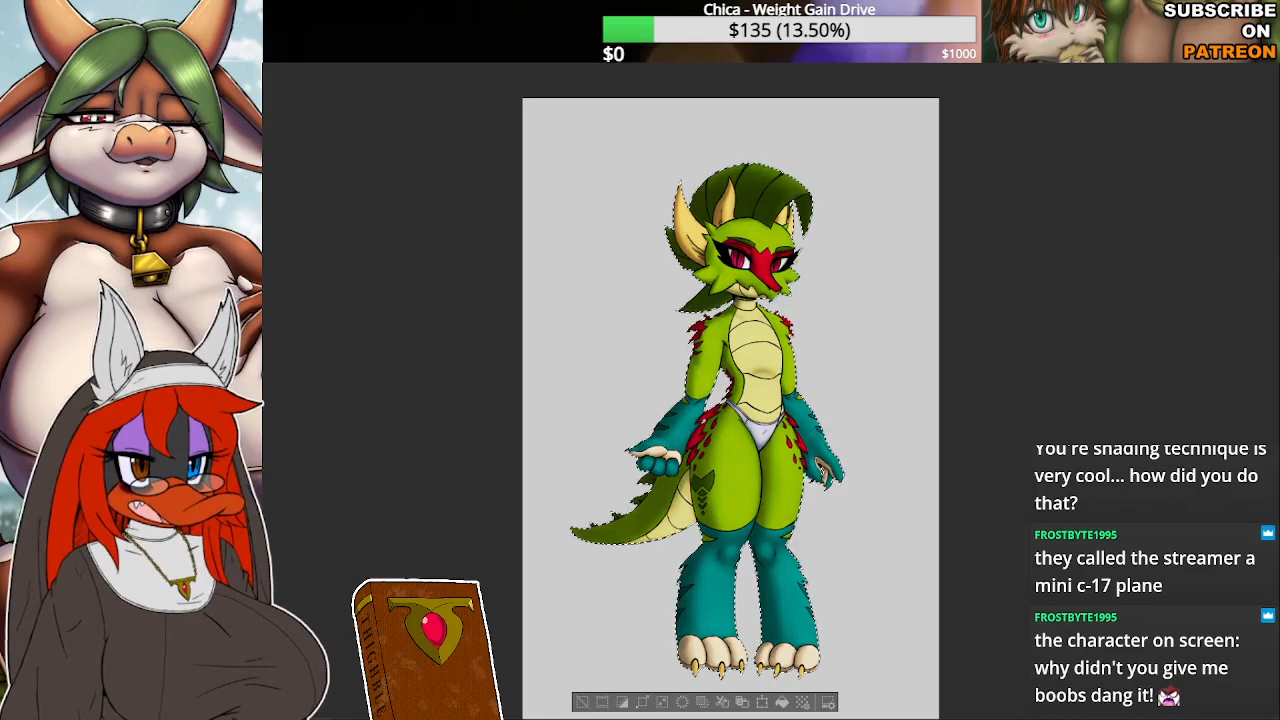 Chica - Weight Gain Drive
$135 (13.50%)
$0
$1000
SUBSCRIBE
ON
PATREON
You're shading technique is
very cool... how did you do
that?
FROSTBYTE1995
they called the streamer a
mini c-17 plane
FROSTBYTE1995
the character on screen:
why didn't you give me
boobs dang it!
THIGHBLE